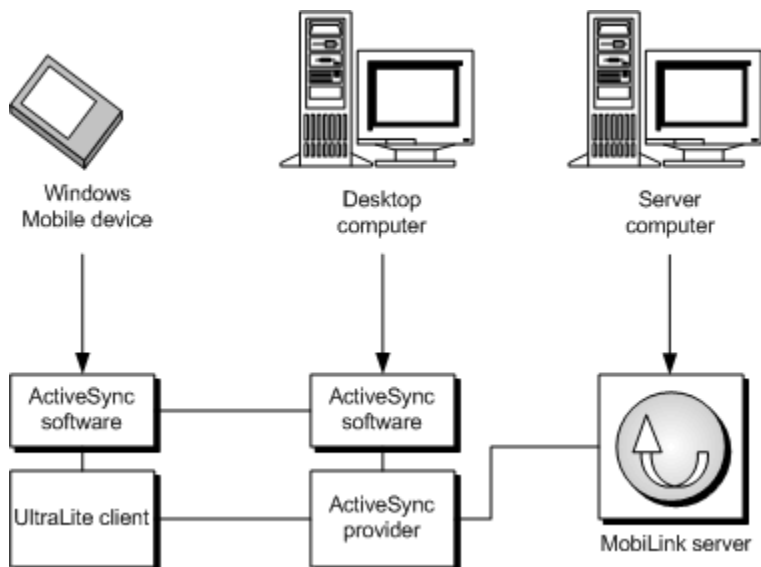 Windows
Mobile device
Desktop
computer
Server
computer
ActiveSync
software
ActiveSync
software
UltraLite client
ActiveSync
provider
MobiLink server